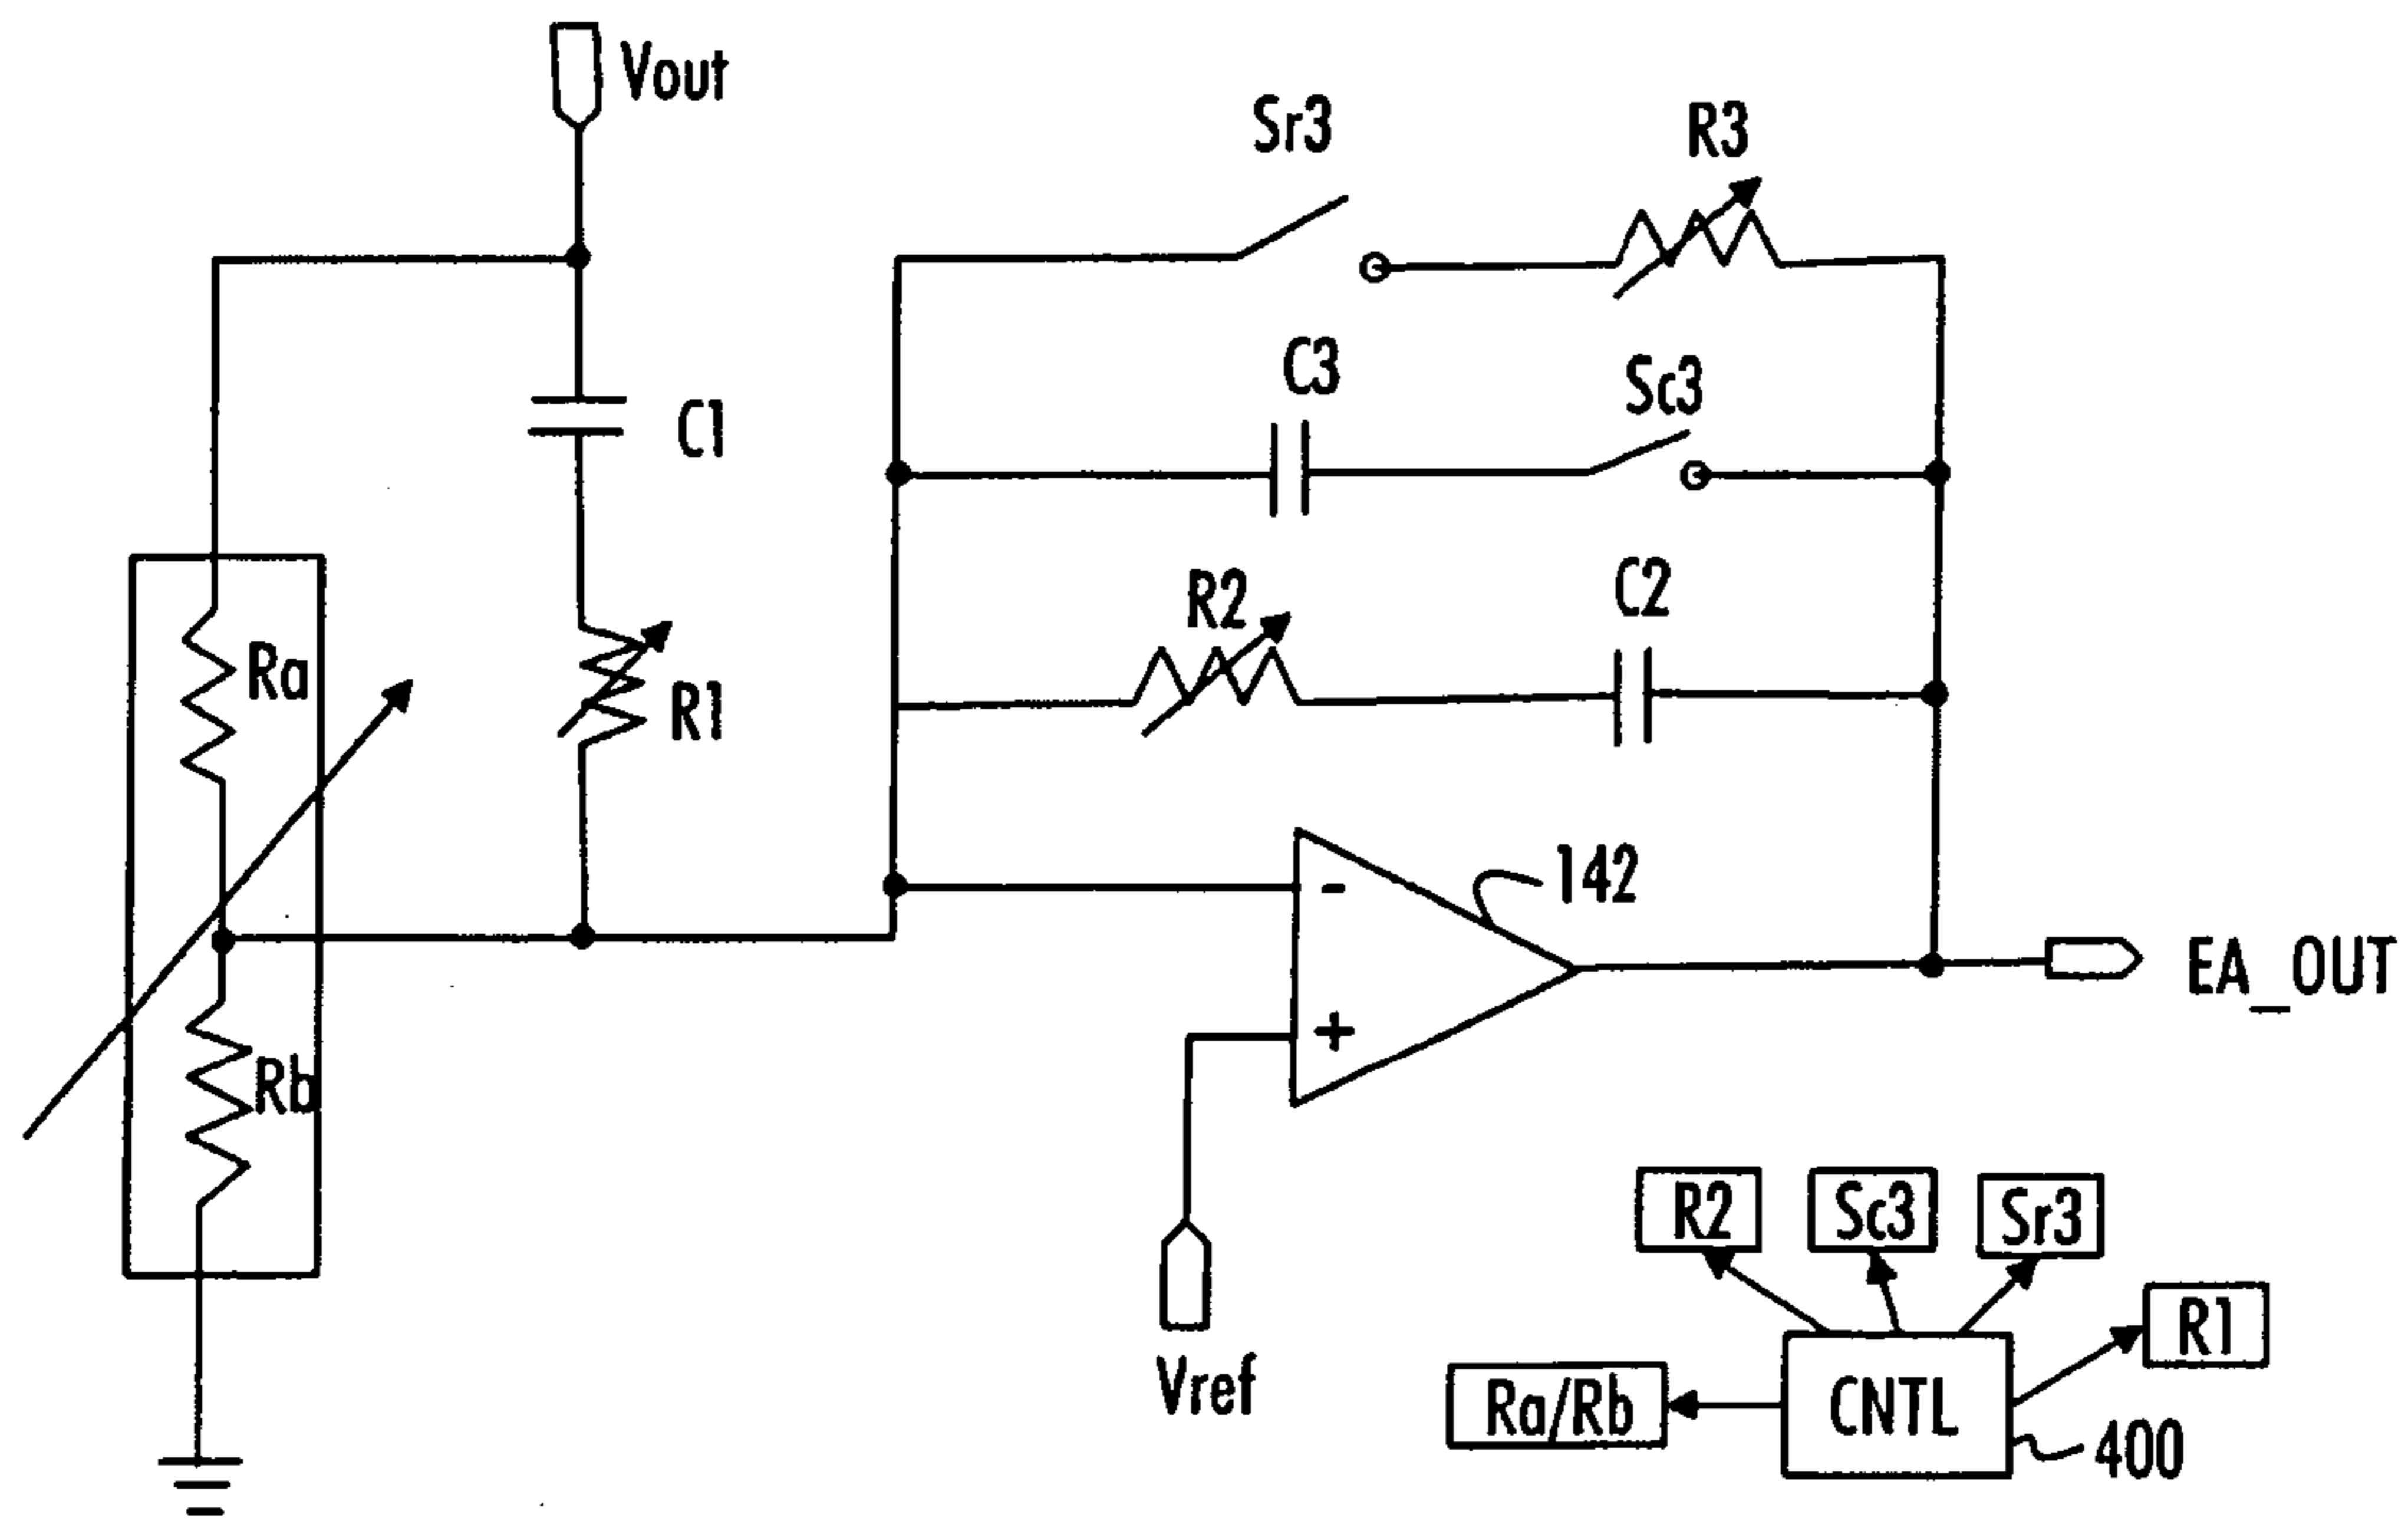 Vout
Sr3
R3
C3
Sc3
C1
R2
C2
Ra
R1
142
-
+
EA_OUT
Rb
Vref
R2
Sc3
Sr3
R1
Ra/Rb
CNTL
400